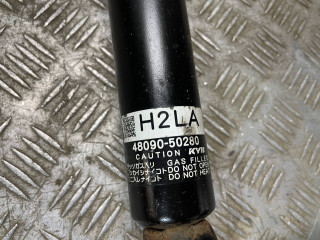 H2LA
48090-50280
CAUTION KYB
GAS FILLED
DO NOT OPEN
DO NOT HEAT